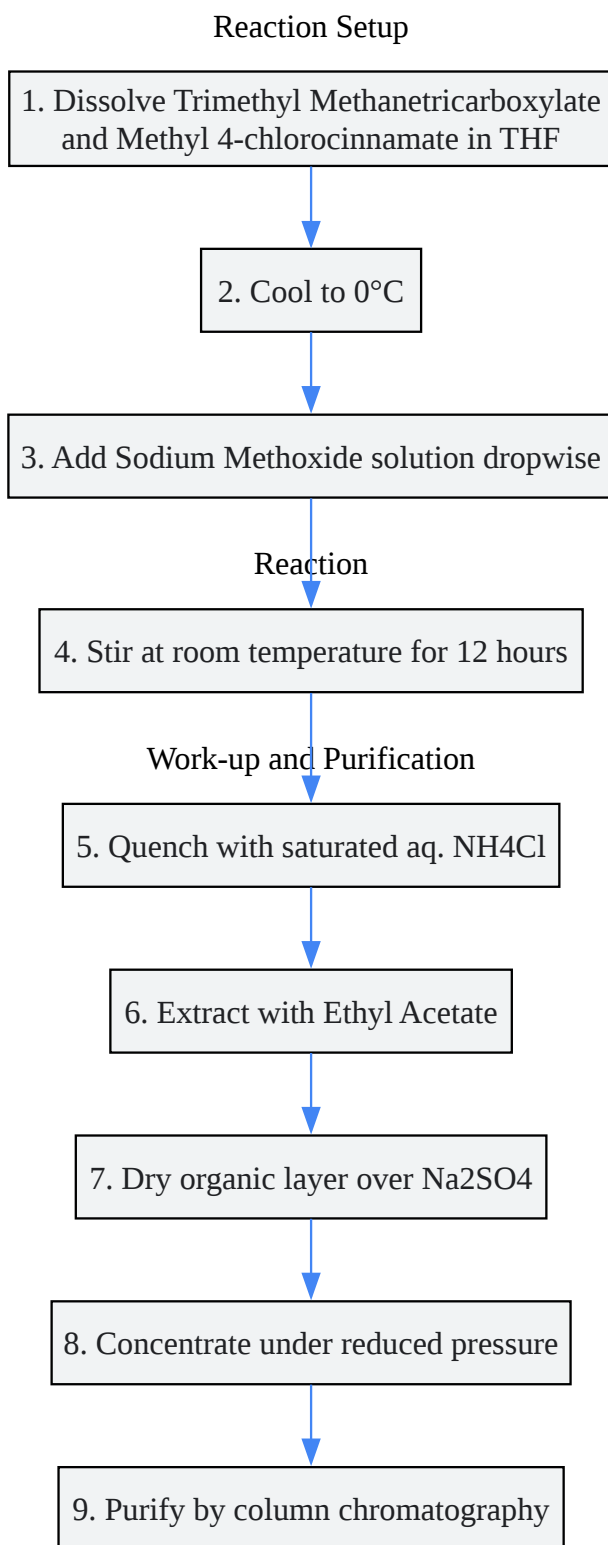 Reaction Setup
1. Dissolve Trimethyl Methanetricarboxylate
and Methyl 4-chlorocinnamate in THF
2. Cool to 0°C
3. Add Sodium Methoxide solution dropwise
Reaction
4. Stir at room temperature for 12 hours
Work-up and Purification
5. Quench with saturated aq. NH4Cl
6. Extract with Ethyl Acetate
7. Dry organic layer over Na2SO4
8. Concentrate under reduced pressure
9. Purify by column chromatography